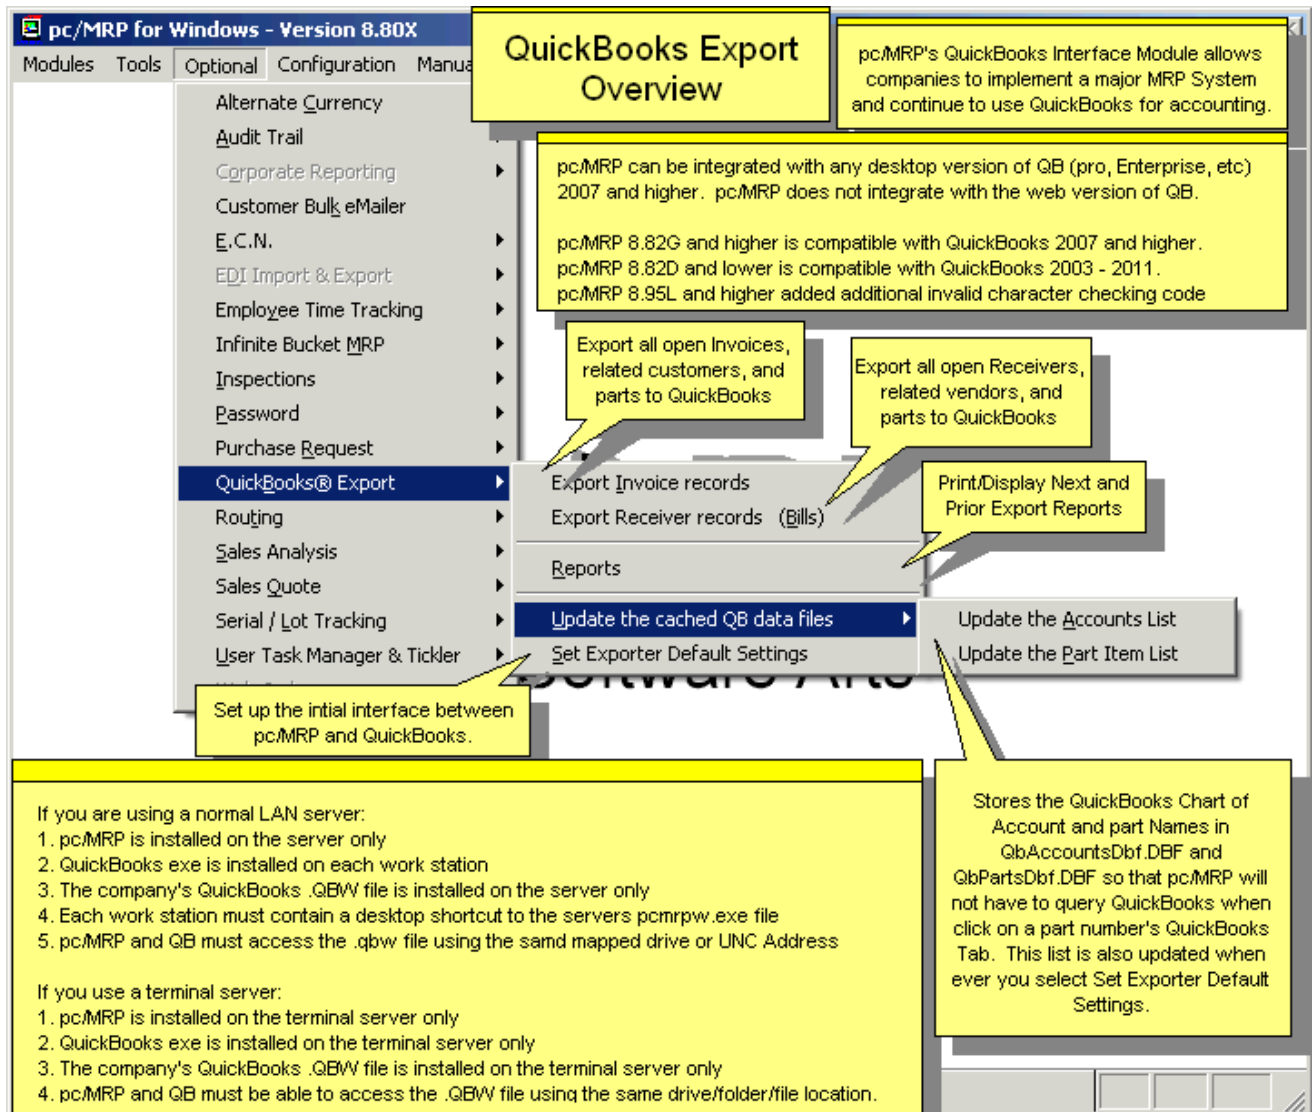 pc/MRP for Windows - Version 8.80X
Modules Tools Optional Configuration Manua
QuickBooks Export
Overview
pc/MRP's QuickBooks Interface Module allows
companies to implement a major MRP System
and continue to use QuickBooks for accounting.
pc/MRP can be integrated with any desktop version of QB (pro, Enterprise, etc)
2007 and higher. pc/MRP does not integrate with the web version of QB.
pc/MRP 8.82G and higher is compatible with QuickBooks 2007 and higher.
pc/MRP 8.82D and lower is compatible with QuickBooks 2003 - 2011.
pc/MRP 8.95L and higher added additional invalid character checking code
Alternate Currency
Audit Trail
Corporate Reporting
Customer Bulk eMailer
E.C.N.
EDI Import & Export
Employee Time Tracking
Infinite Bucket MRP
Inspections
Password
Purchase Request
QuickBooks® Export
Routing
Sales Analysis
Sales Quote
Serial / Lot Tracking
User Task Manager & Tickler
Export all open Invoices,
related customers, and
parts to QuickBooks
Export all open Receivers,
related vendors, and
parts to QuickBooks
Print/Display Next and
Prior Export Reports
Export Invoice records
Export Receiver records (Bills)
Reports
Update the cached QB data files
Set Exporter Default Settings
Update the Accounts List
Update the Part Item List
Software Arts
Set up the intial interface between
pc/MRP and QuickBooks.
If you are using a normal LAN server:
1. pc/MRP is installed on the server only
2. QuickBooks exe is installed on each work station
3. The company's QuickBooks .QBW file is installed on the server only
4. Each work station must contain a desktop shortcut to the servers pcmrpw.exe file
5. pc/MRP and QB must access the .qbw file using the samd mapped drive or UNC Address
If you use a terminal server:
1. pc/MRP is installed on the terminal server only
2. QuickBooks exe is installed on the terminal server only
3. The company's QuickBooks .QBW file is installed on the terminal server only
4. pc/MRP and QB must be able to access the .QBW file using the same drive/folder/file location.
Stores the QuickBooks Chart of
Account and part Names in
QbAccountsDbf.DBF and
QbPartsDbf.DBF so that pc/MRP will
not have to query QuickBooks when
click on a part number's QuickBooks
Tab. This list is also updated when
ever you select Set Exporter Default
Settings.